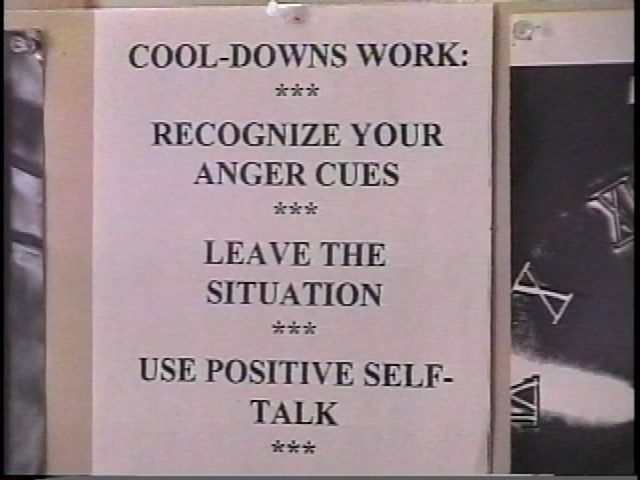 COOL-DOWNS WORK:
***
RECOGNIZE YOUR
ANGER CUES
***
LEAVE THE
SITUATION
***
USE POSITIVE SELF-
TALK
***
X